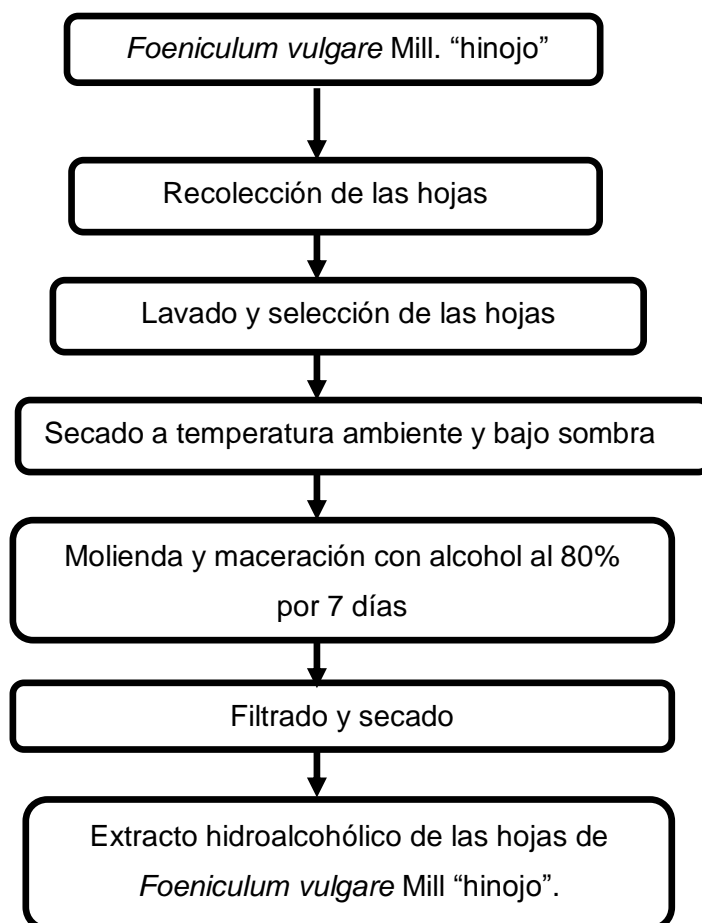 Foeniculum vulgare Mill. “hinojo”
Recolección de las hojas
Lavado y selección de las hojas
Secado a temperatura ambiente y bajo sombra
Molienda y maceración con alcohol al 80%
por 7 días
Filtrado y secado
Extracto hidroalcohólico de las hojas de
Foeniculum vulgare Mill “hinojo”.